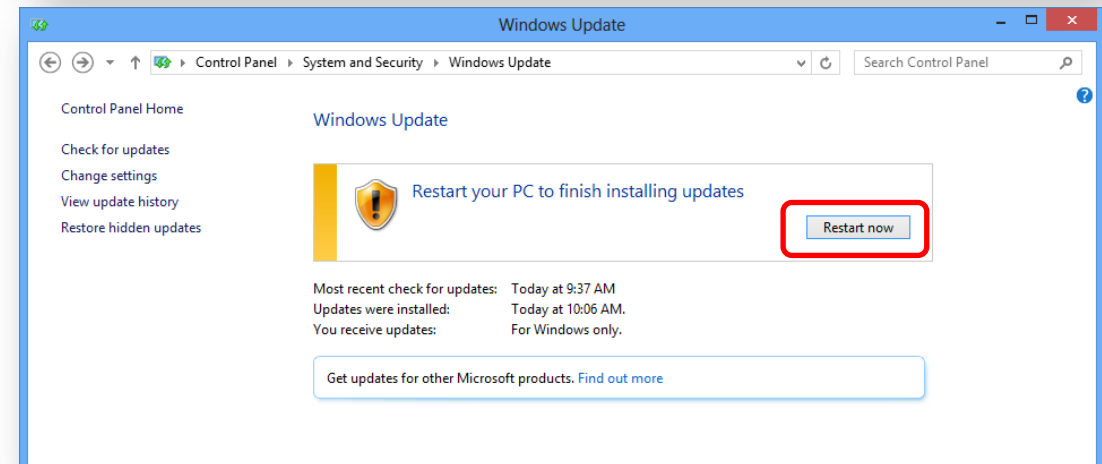 Windows Update
Control Panel System and Security Windows Update
Search Control Panel
Control Panel Home
Check for updates
Change settings
View update history
Restore hidden updates
Windows Update
Restart your PC to finish installing updates
Restart now
Most recent check for updates: Today at 9:37 AM
Updates were installed: Today at 10:06 AM.
You receive updates: For Windows only.
Get updates for other Microsoft products. Find out more